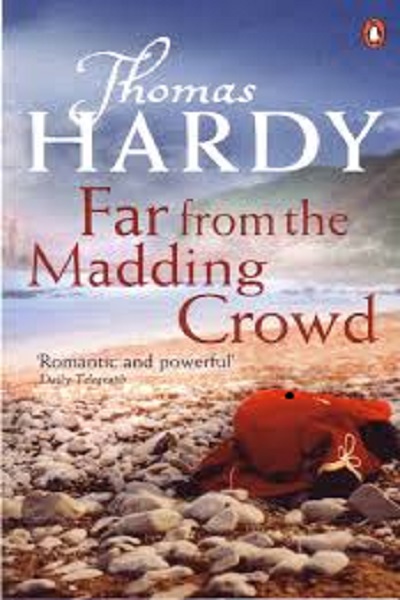 Thomas
HARDY
Far from the
Madding
Crowd
'Romantic and powerful'
Daily Telegraph